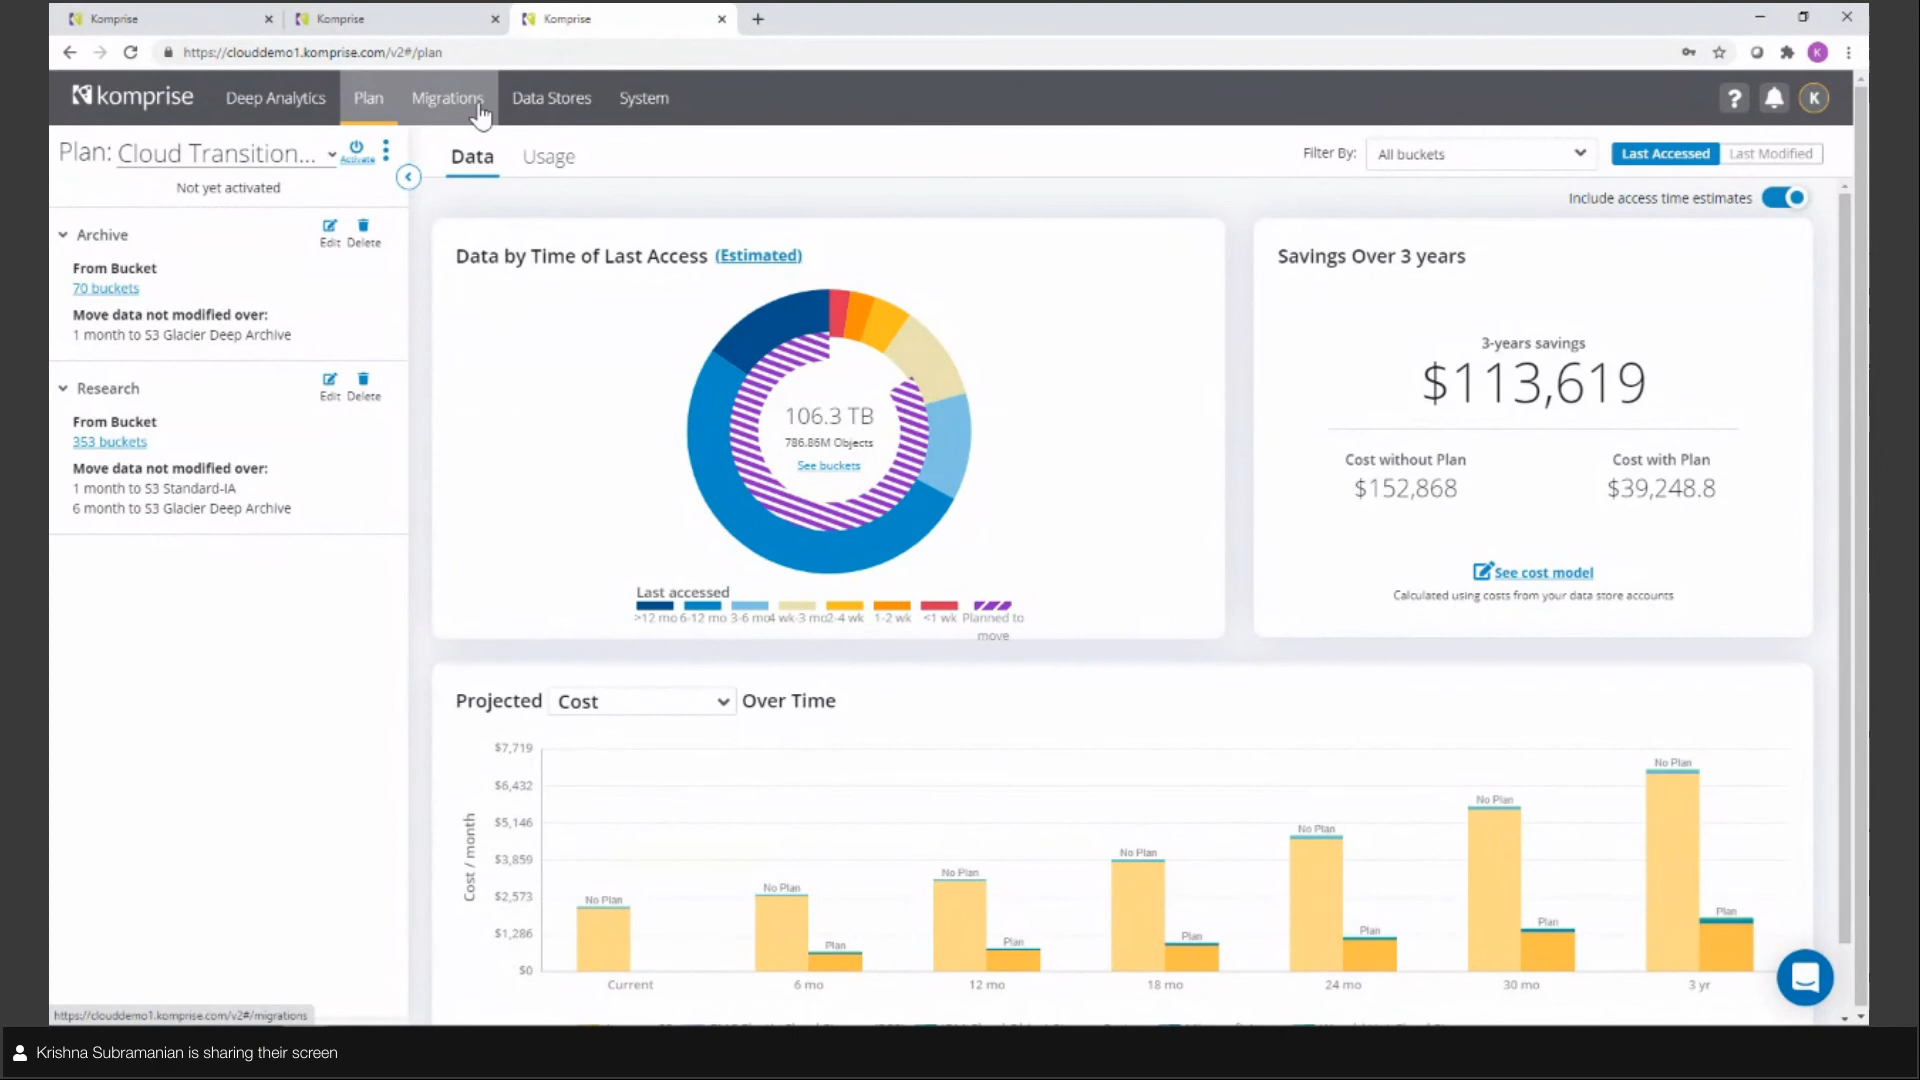 Komprise
Komprise
Komprise
https://clouddemo1.komprise.com/v2#/plan
K
komprise
Deep Analytics
Plan
Migrations
Data Stores
System
?
K
Plan: Cloud Transition...
Activate
Not yet activated
Data
Usage
Filter By:
All buckets
Last Accessed
Last Modified
Include access time estimates
Archive
Edit Delete
From Bucket
70 buckets
Move data not modified over:
1 month to S3 Glacier Deep Archive
Research
Edit Delete
From Bucket
353 buckets
Move data not modified over:
1 month to S3 Standard-IA
6 month to S3 Glacier Deep Archive
Data by Time of Last Access (Estimated)
106.3 TB
786.86M Objects
See buckets
Last accessed
>12 mo 6-12 mo 3-6 mo4 wk-3 mo2-4 wk 1-2 wk <1 wk Planned to
move
Savings Over 3 years
3-years savings
$113,619
Cost without Plan
$152,868
Cost with Plan
$39,248.8
See cost model
Calculated using costs from your data store accounts
Projected Cost Over Time
Cost / month
$7,719
$6,432
$5,146
$3,859
$2,573
$1,286
$0
No Plan
No Plan
Plan
No Plan
Plan
No Plan
Plan
No Plan
Plan
No Plan
Plan
No Plan
Plan
Current
6 mo
12 mo
18 mo
24 mo
30 mo
3 yr
https://clouddemo1.komprise.com/v2#/migrations
Krishna Subramanian is sharing their screen